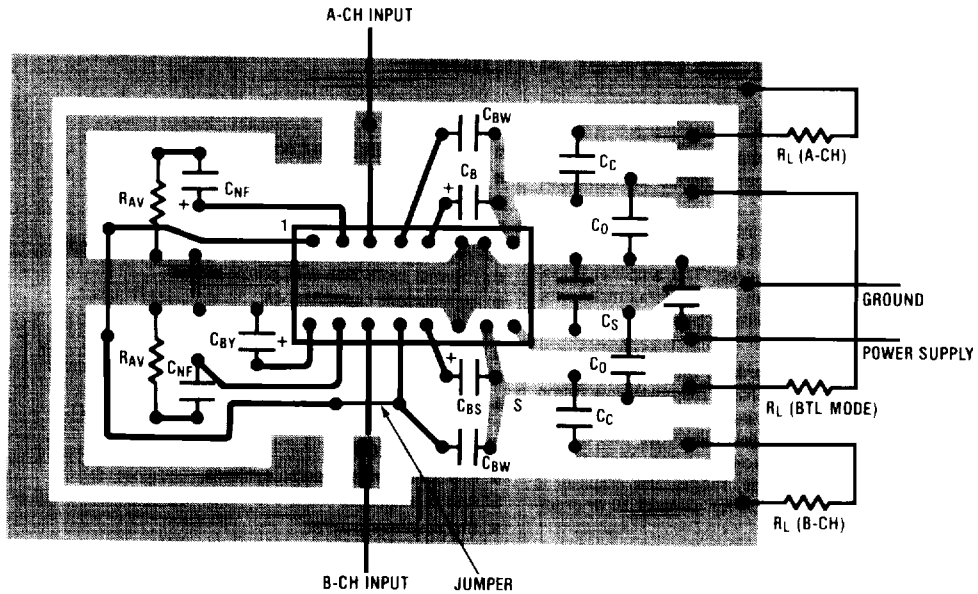 A-CH INPUT
CBW
CC
RL (A-CH)
CB
+
CNF
RAV
+
1
CO
GROUND
+
CS
POWER SUPPLY
CBY
+
CO
RAV
CNF
+
CBS
S
CC
RL (BTL MODE)
CBW
RL (B-CH)
B-CH INPUT
JUMPER